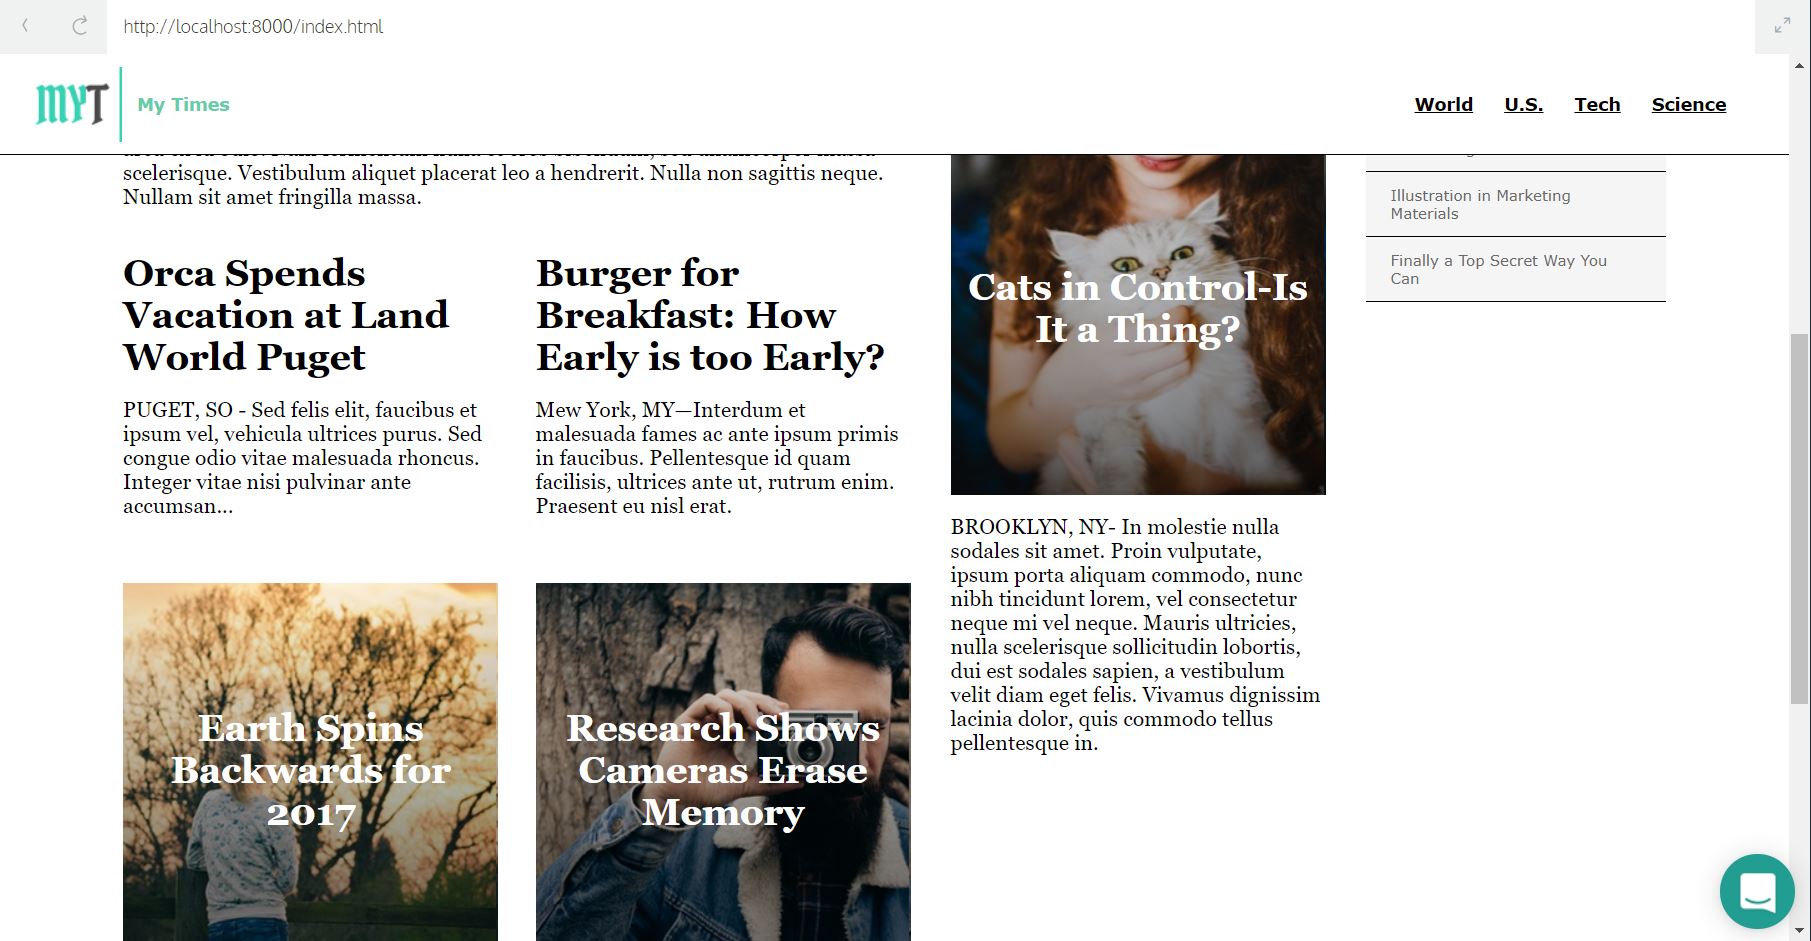 http://localhost:8000/index.html
MYT
My Times
World U.S. Tech Science
scelerisque. Vestibulum aliquet placerat leo a hendrerit. Nulla non sagittis neque.
Nullam sit amet fringilla massa.
Orca Spends
Vacation at Land
World Puget
PUGET, SO - Sed felis elit, faucibus et
ipsum vel, vehicula ultrices purus. Sed
congue odio vitae malesuada rhoncus.
Integer vitae nisi pulvinar ante
accumsan...
Burger for
Breakfast: How
Early is too Early?
Mew York, MY—Interdum et
malesuada fames ac ante ipsum primis
in faucibus. Pellentesque id quam
facilisis, ultrices ante ut, rutrum enim.
Praesent eu nisl erat.
Earth Spins
Backwards for
2017
Research Shows
Cameras Erase
Memory
Cats in Control-Is
It a Thing?
BROOKLYN, NY- In molestie nulla
sodales sit amet. Proin vulputate,
ipsum porta aliquam commodo, nunc
nibh tincidunt lorem, vel consectetur
neque mi vel neque. Mauris ultricies,
nulla scelerisque sollicitudin lobortis,
dui est sodales sapien, a vestibulum
velit diam eget felis. Vivamus dignissim
lacinia dolor, quis commodo tellus
pellentesque in.
Illustration in Marketing
Materials
Finally a Top Secret Way You
Can